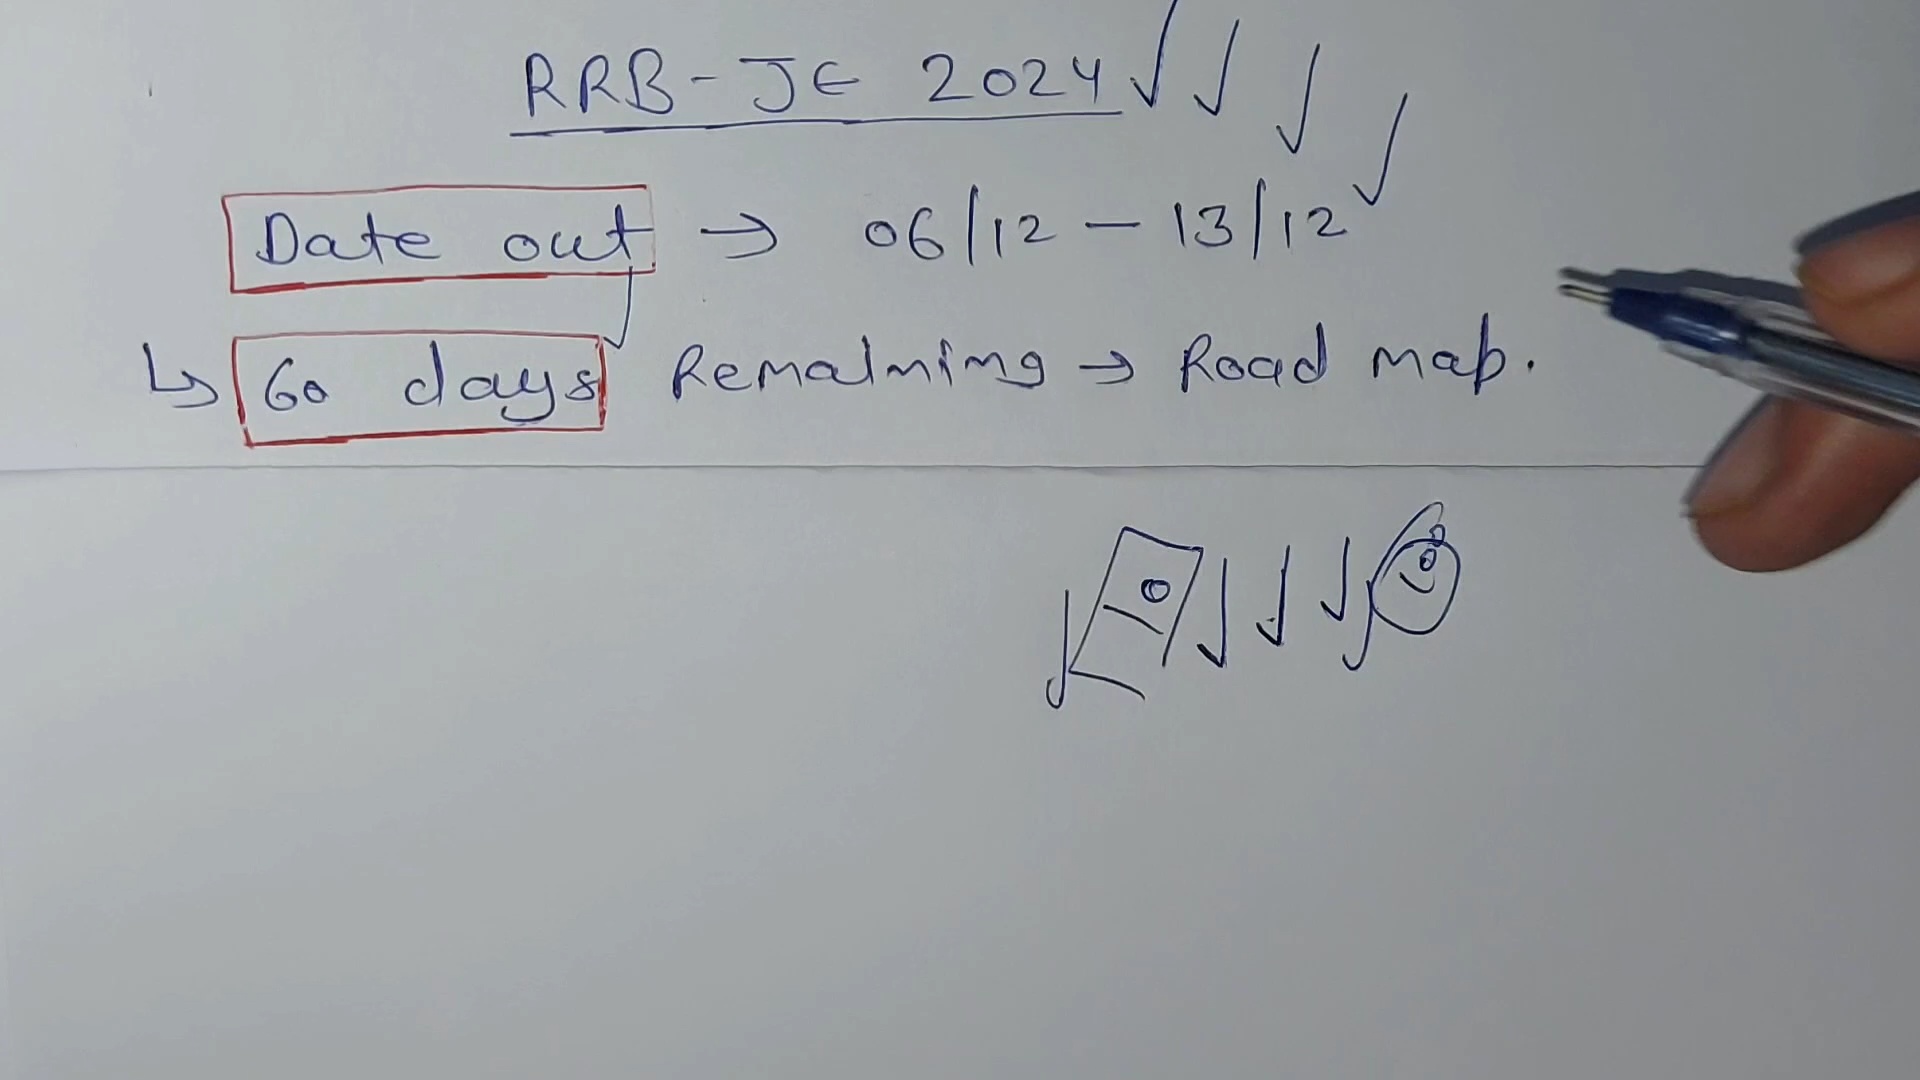 RRB-JE 2024
Date out → 06/12 - 13/12
↳ 60 days Remaining → Road map.